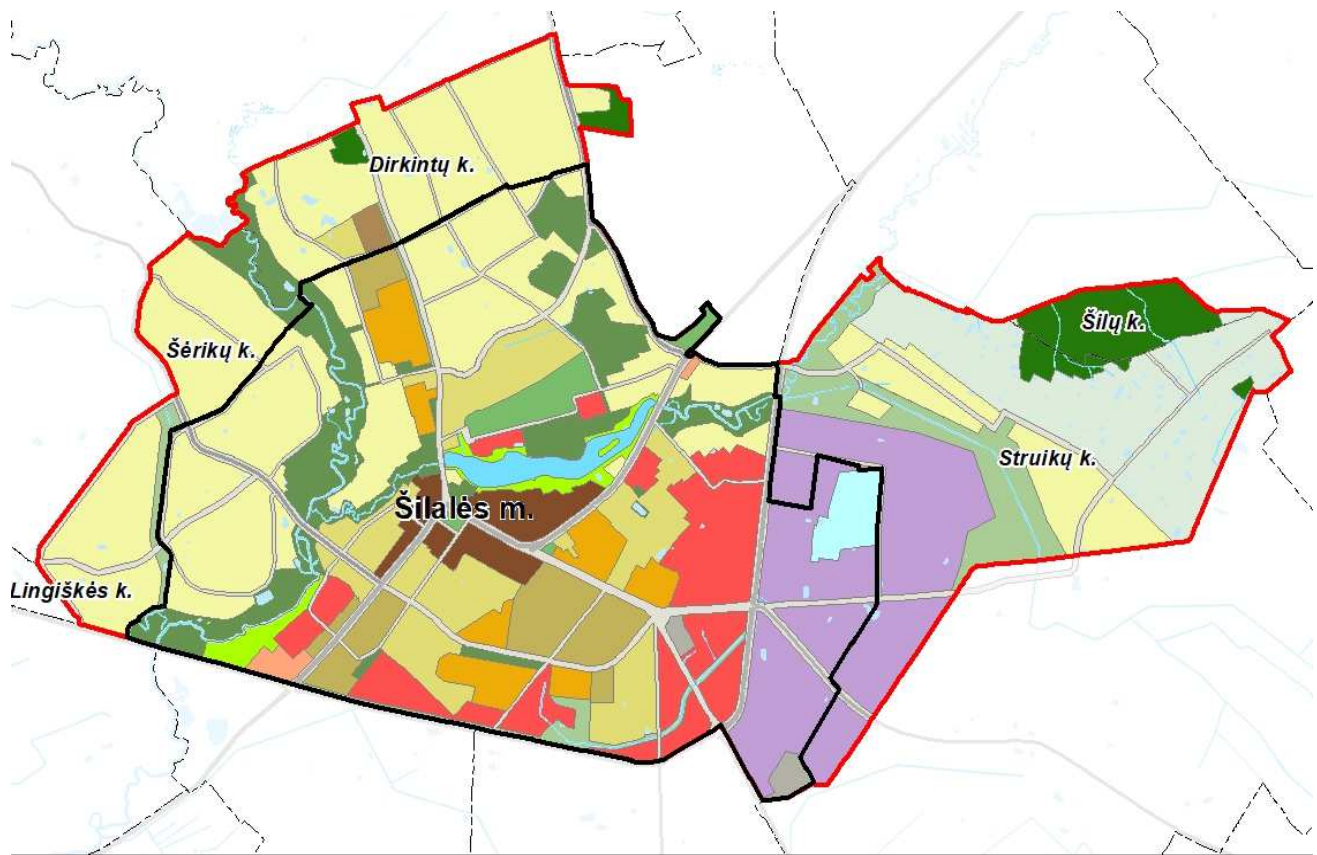 Dirkintų k.
Šilų k.
Šėrikų k.
Struikų k.
Šilalės m.
Lingiškės k.